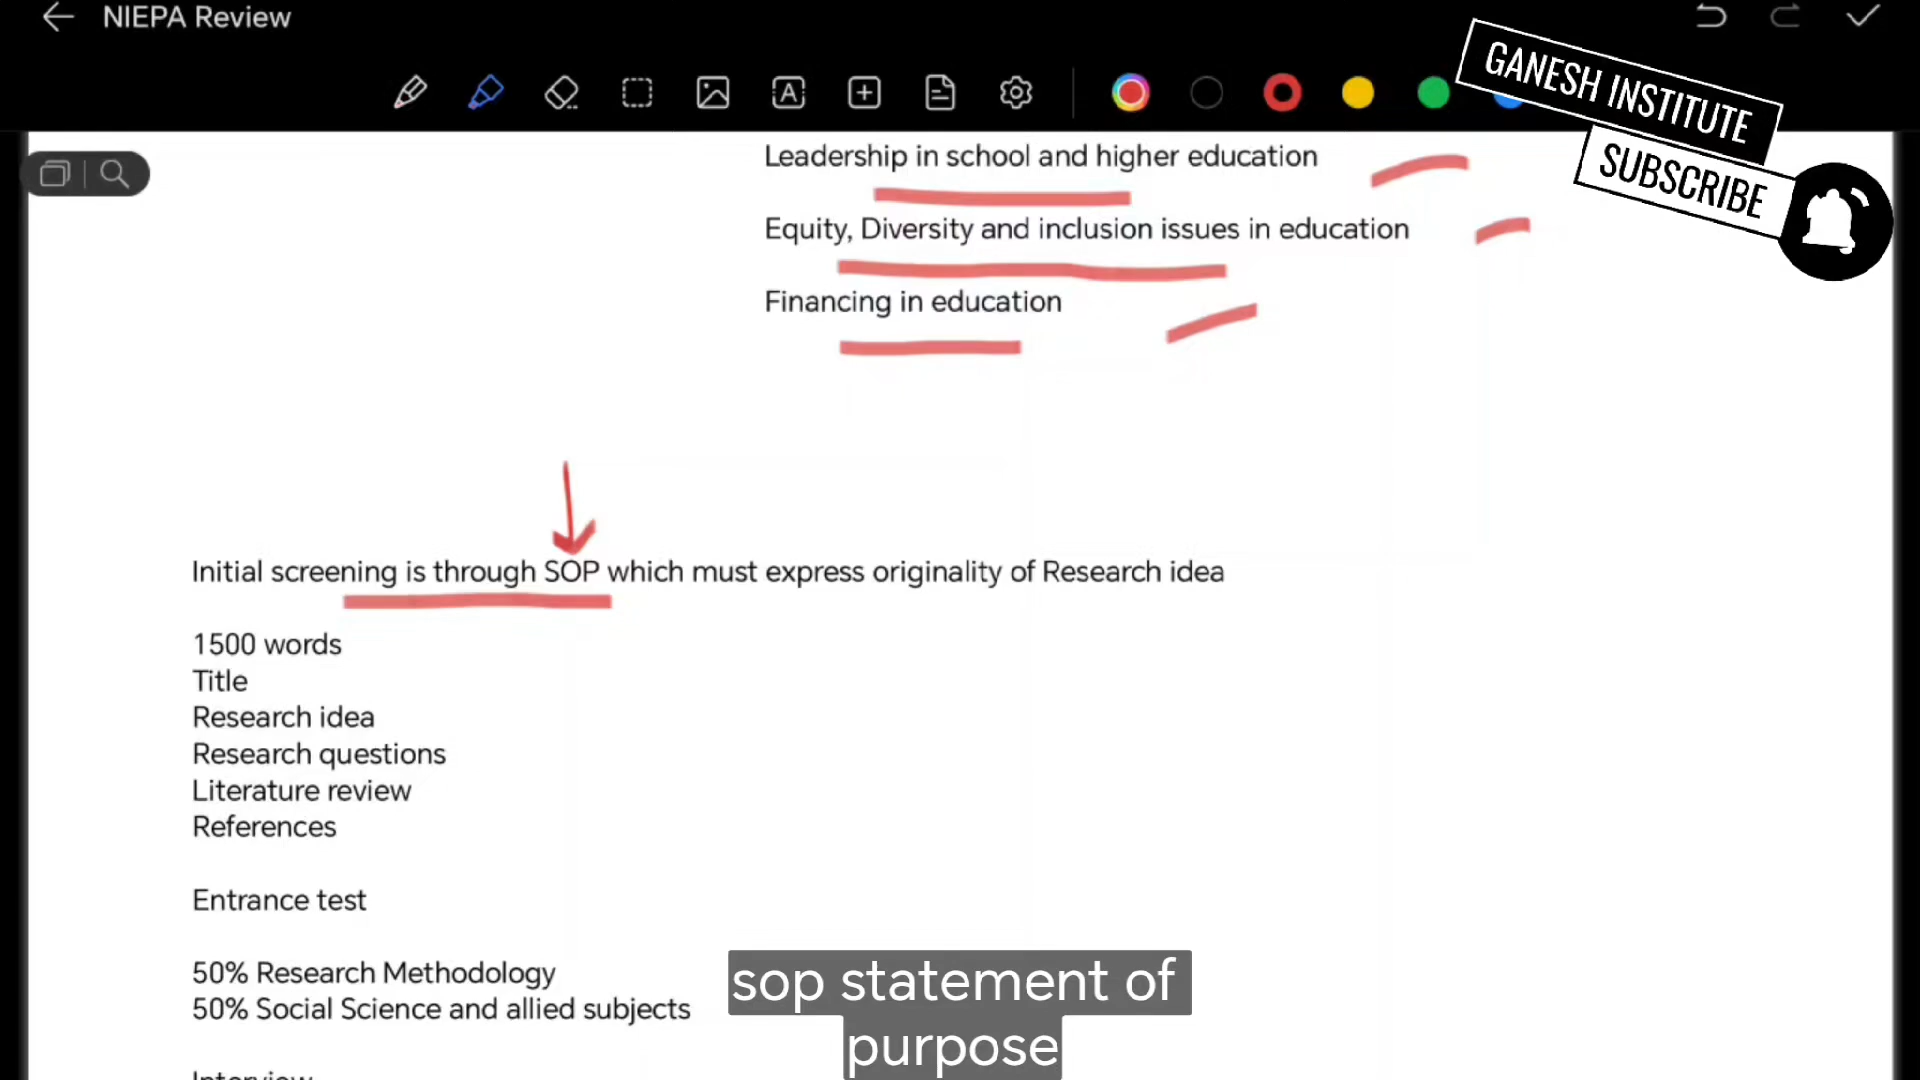 NIEPA Review
GANESH INSTITUTE
SUBSCRIBE
Leadership in school and higher education
Equity, Diversity and inclusion issues in education
Financing in education
Initial screening is through SOP which must express originality of Research idea
1500 words
Title
Research idea
Research questions
Literature review
References
Entrance test
50% Research Methodology
50% Social Science and allied subjects
Interview
sop statement of
purpose